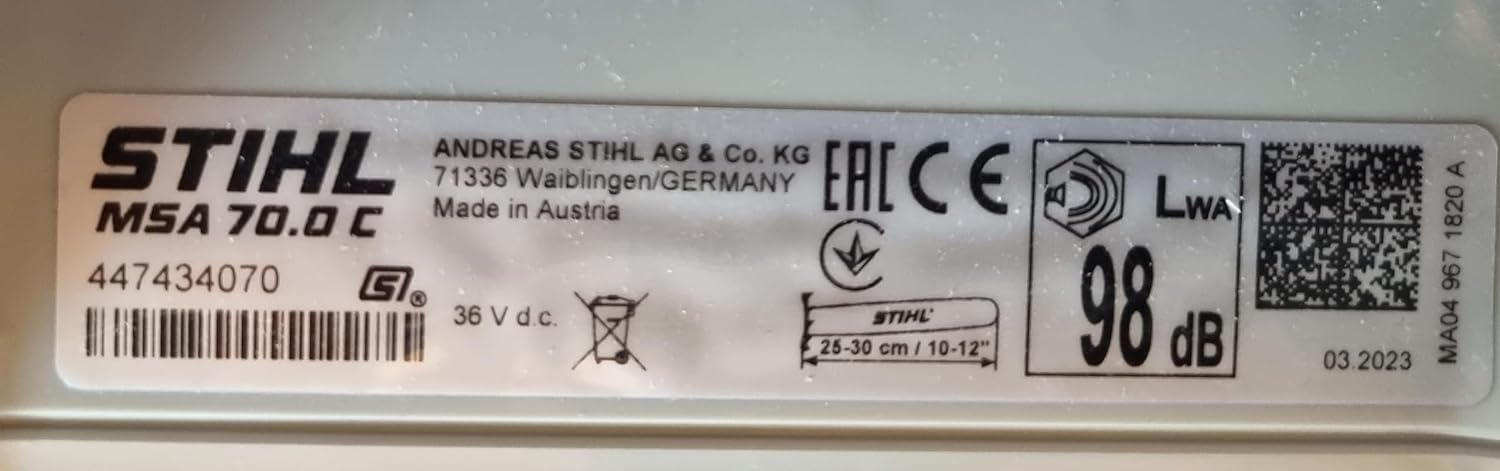 STIHL
MSA 70.0 C
447434070
ANDREAS STIHL AG & Co. KG
71336 Waiblingen/GERMANY
Made in Austria
36 V d.c.
EAC CE
STIHL
25-30 cm / 10-12"
LWA
98 dB
03.2023
MA04 967 1820 A